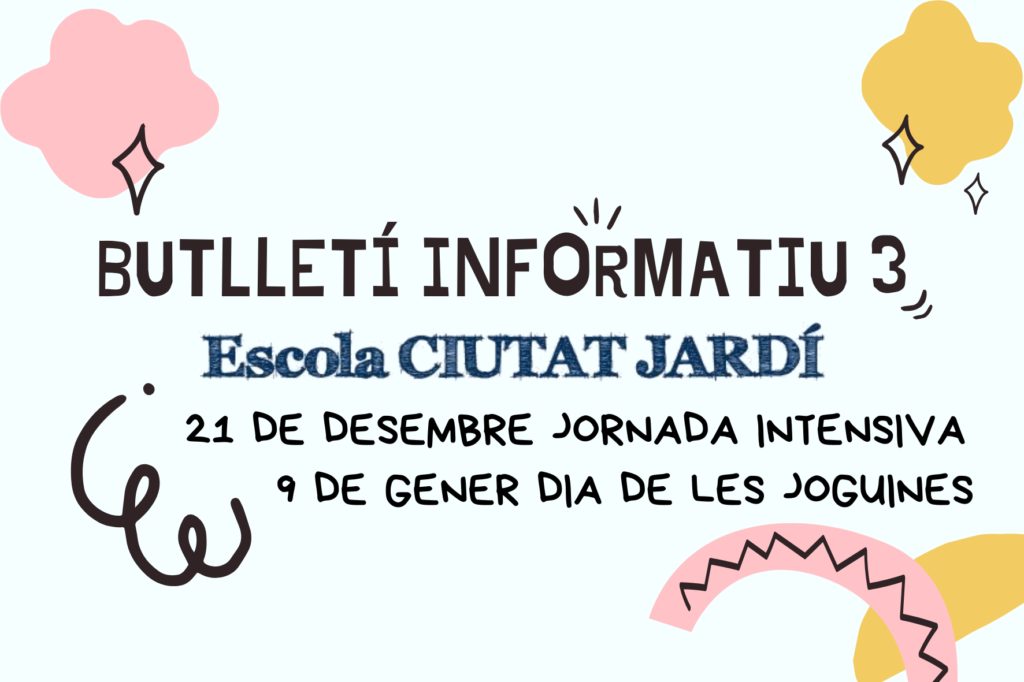 BUTLLETÍ INFORMATIU 3
Escola CIUTAT JARDÍ
21 DE DESEMBRE JORNADA INTENSIVA
9 DE GENER DIA DE LES JOGUINES